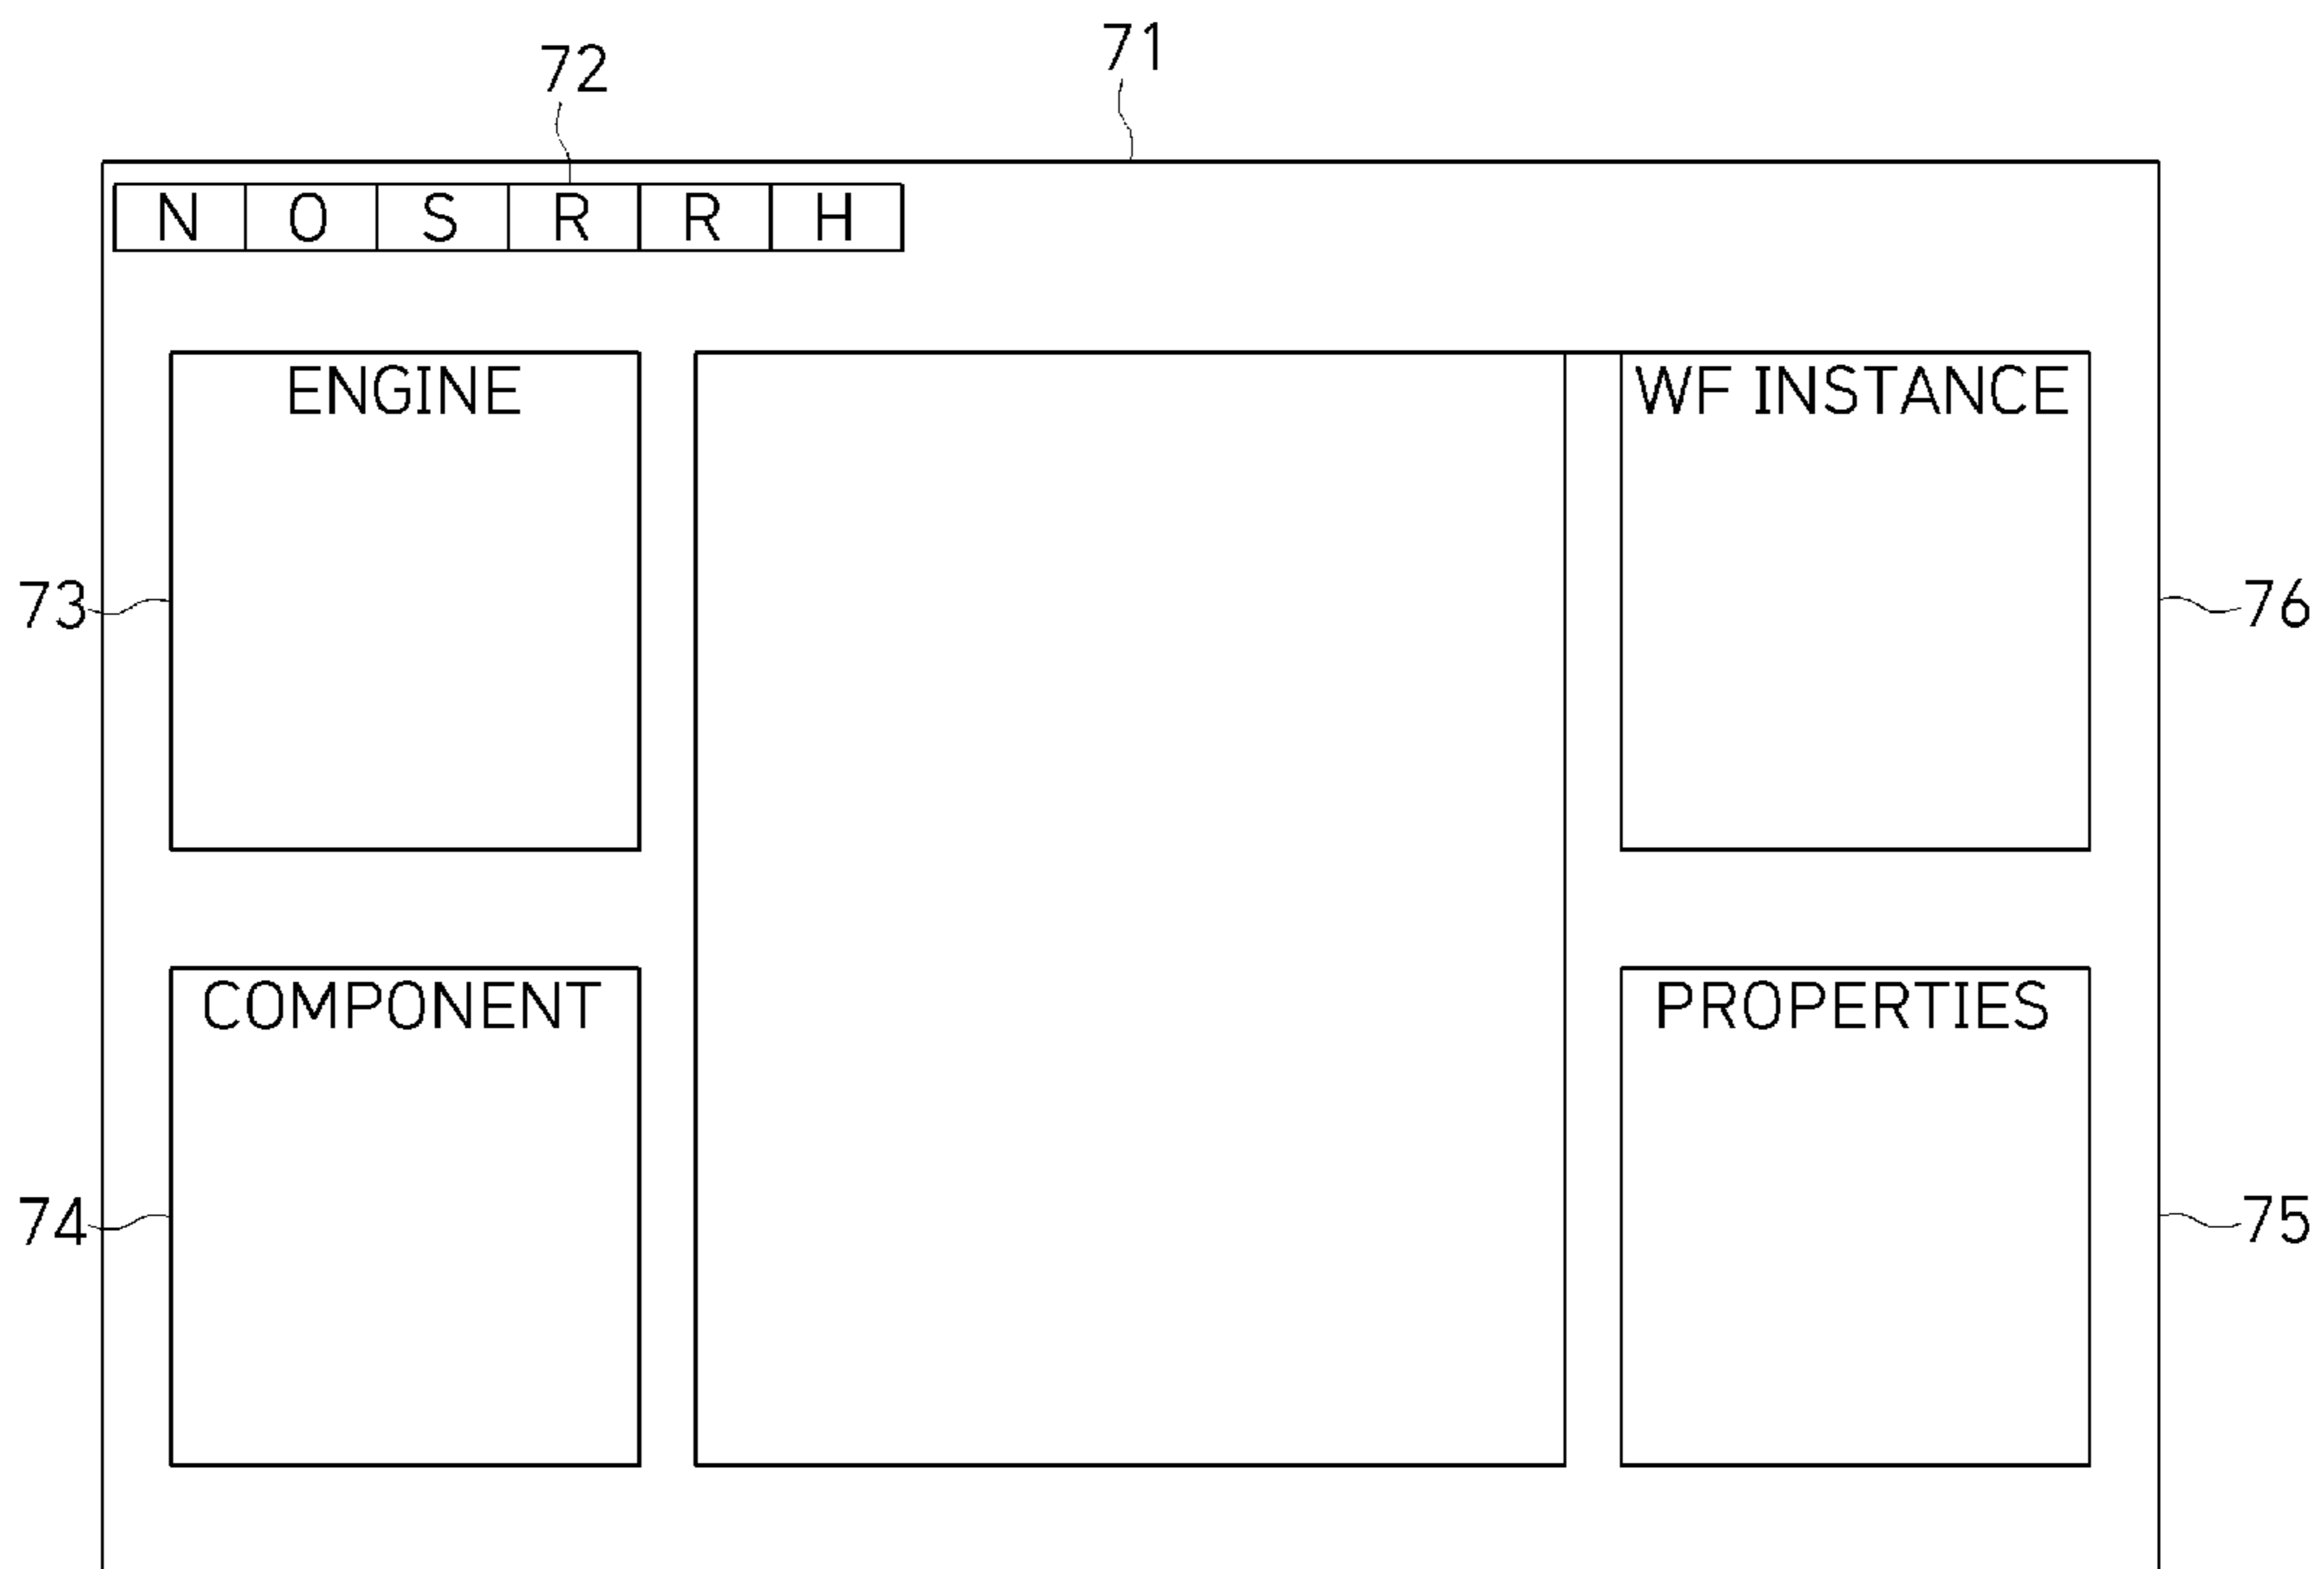 71
72
N O S R R H
ENGINE
WF INSTANCE
73
76
COMPONENT
PROPERTIES
74
75